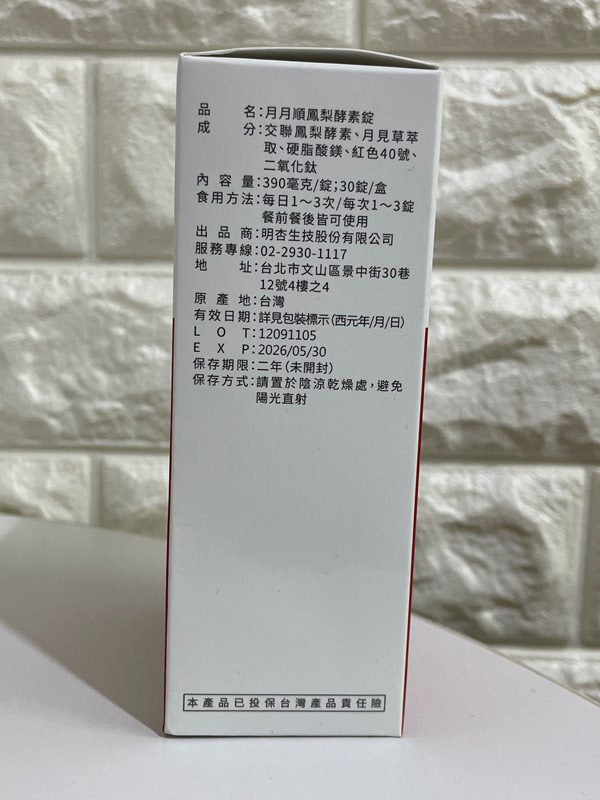 品名:月月順鳳梨酵素錠
成分:交聯鳳梨酵素、月見草萃
取、硬脂酸鎂、紅色40號、
二氧化鈦
內容量:390毫克/錠;30錠/盒
食用方法:每日1～3次/每次1～3錠
餐前餐後皆可使用
出品商:明杏生技股份有限公司
服務專線:02-2930-1117
地址:台北市文山區景中街30巷
12號4樓之4
原產地:台灣
有效日期:詳見包裝標示(西元年/月/日)
LOT:12091105
EXP:2026/05/30
保存期限:二年(未開封)
保存方式:請置於陰涼乾燥處,避免
陽光直射
本產品已投保台灣產品責任險